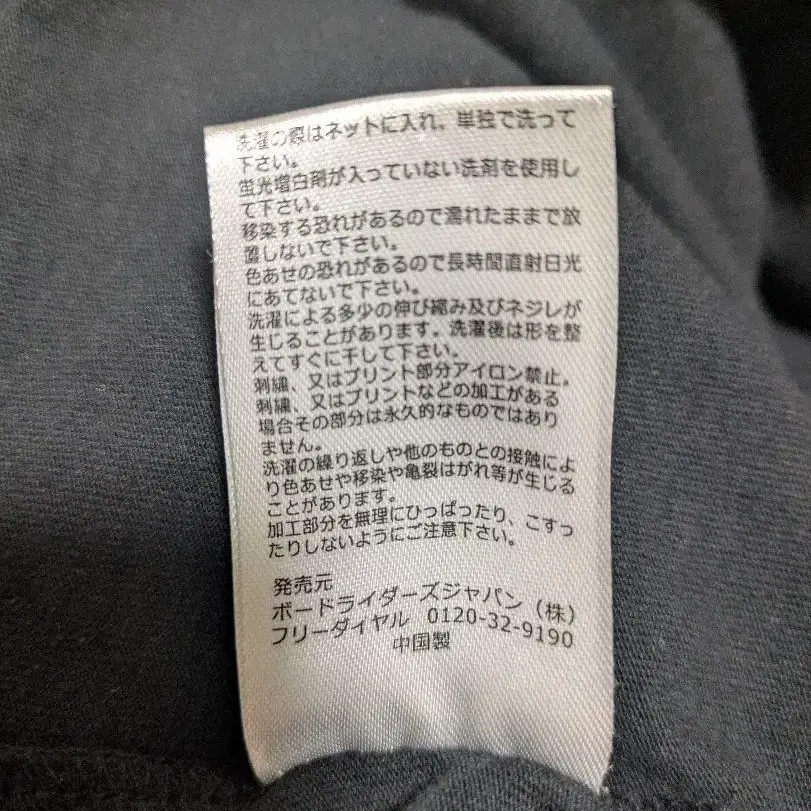 洗濯の際はネットに入れ、単独で洗って
下さい。
蛍光増白剤が入っていない洗剤を使用し
て下さい。
移染する恐れがあるので濡れたままで放
置しないで下さい。
色あせの恐れがあるので長時間直射日光
にあてないで下さい。
洗濯による多少の伸び縮み及びネジレが
生じることがあります。洗濯後は形を整
えてすぐに干して下さい。
刺繍、又はプリント部分アイロン禁止。
刺繍、又はプリントなどの加工がある
場合その部分は永久的なものではあり
ません。
洗濯の繰り返しや他のものとの接触によ
り色あせや移染や亀裂はがれ等が生じる
ことがあります。
加工部分を無理にひっぱったり、こすっ
たりしないようにご注意下さい。
発売元
ボードライダーズジャパン（株）
フリーダイヤル 0120-32-9190
中国製